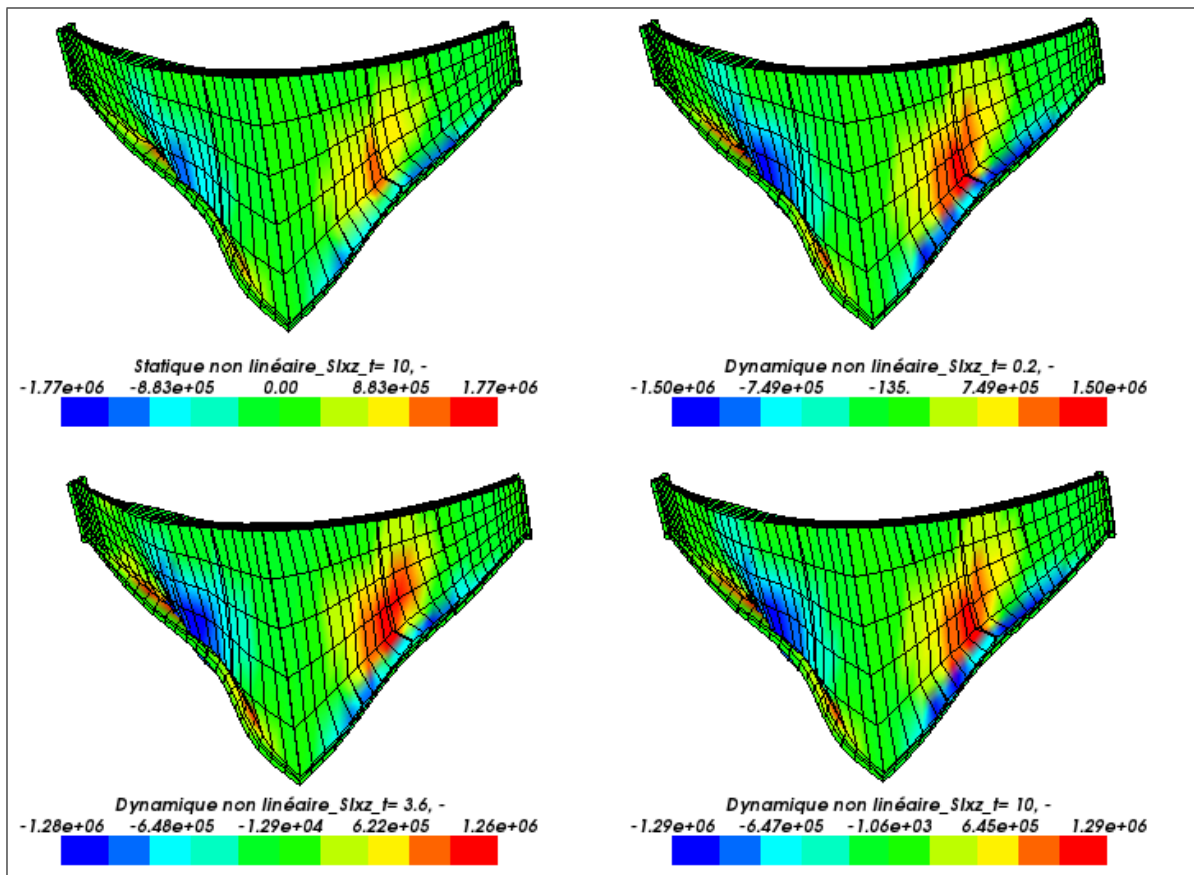 Statique non linéaire_SIxz_t= 10, -
-1.77e+06 -8.83e+05 0.00 8.83e+05 1.77e+06
Dynamique non linéaire_SIxz_t= 0.2, -
-1.50e+06 -7.49e+05 -135. 7.49e+05 1.50e+06
Dynamique non linéaire_SIxz_t= 3.6, -
-1.28e+06 -6.48e+05 -1.29e+04 6.22e+05 1.26e+06
Dynamique non linéaire_SIxz_t= 10, -
-1.29e+06 -6.47e+05 -1.06e+03 6.45e+05 1.29e+06